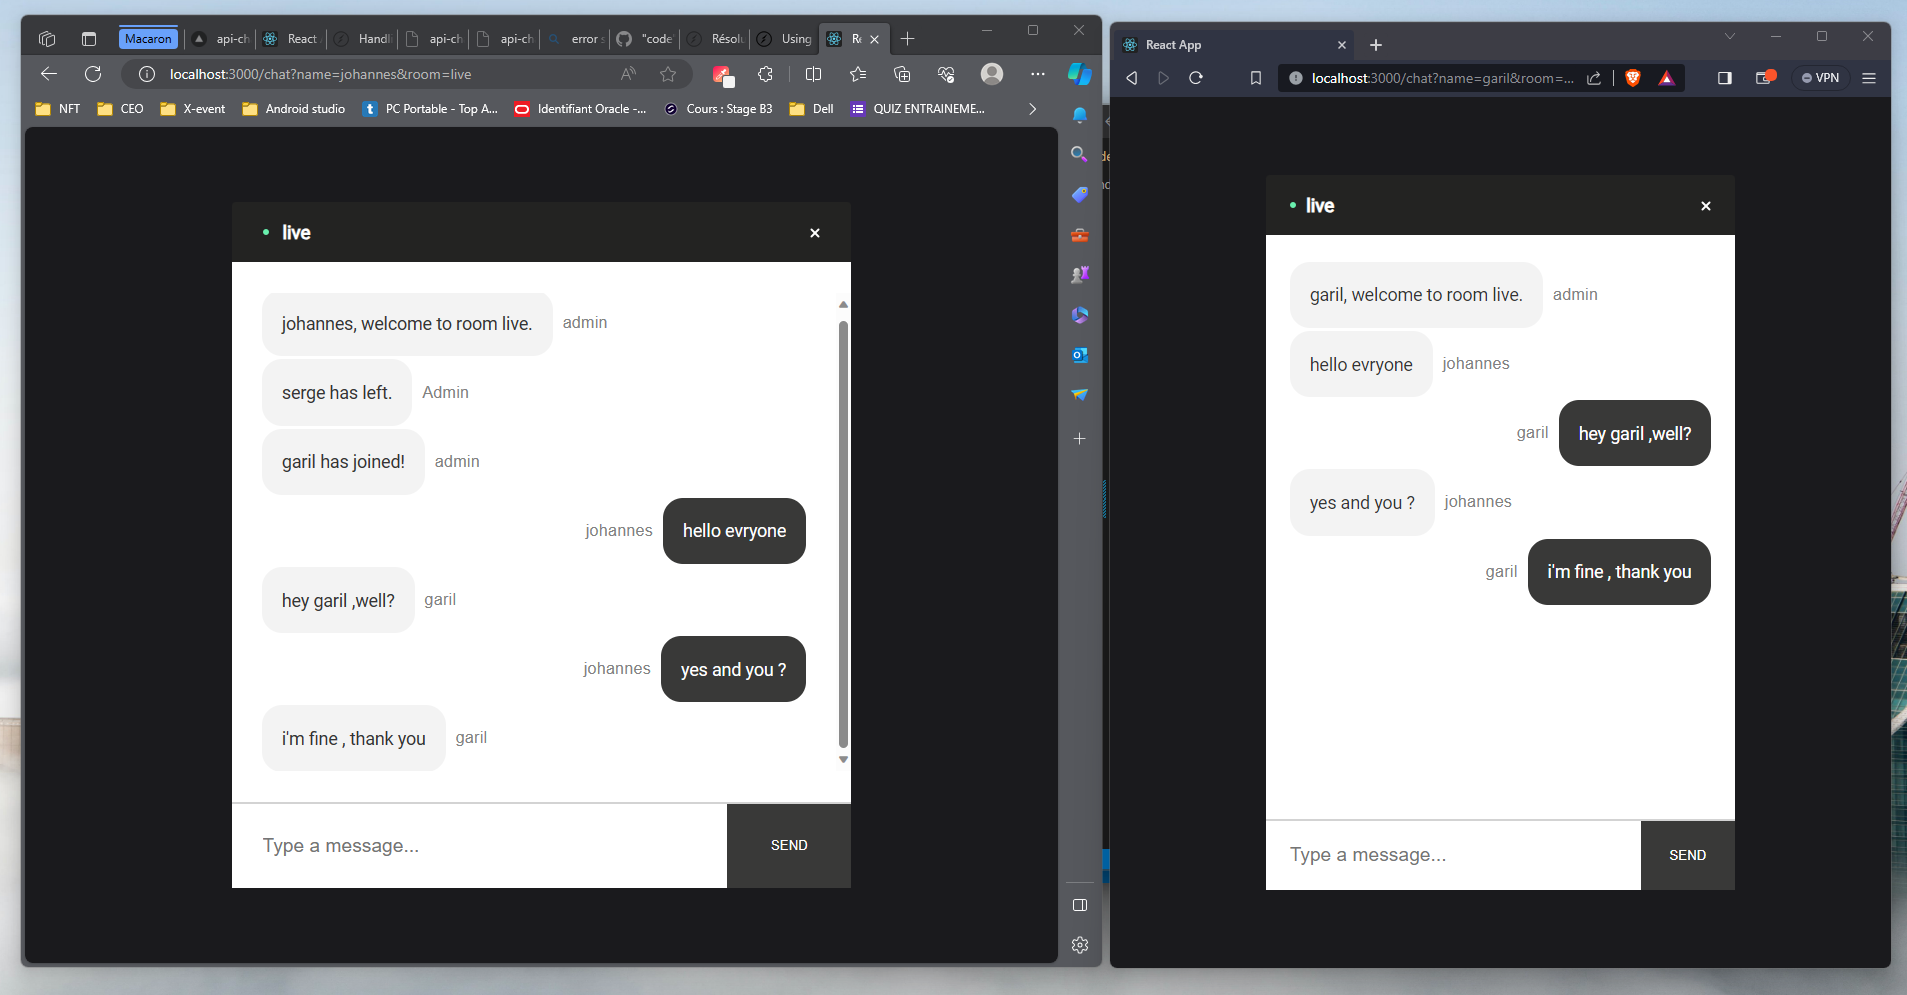 Macaron
api-ch
React
Handl
api-ch
api-ch
error s
"code"
Résolu
Using
Re
localhost:3000/chat?name=johannes&room=live
NFT
CEO
X-event
Android studio
PC Portable - Top A...
Identifiant Oracle -...
Cours : Stage B3
Dell
QUIZ ENTRAINEME...
live
johannes, welcome to room live.
admin
serge has left.
Admin
garil has joined!
admin
johannes
hello evryone
hey garil ,well?
garil
johannes
yes and you ?
i'm fine , thank you
garil
Type a message...
SEND
React App
localhost:3000/chat?name=garil&room=...
VPN
live
garil, welcome to room live.
admin
hello evryone
johannes
garil
hey garil ,well?
yes and you ?
johannes
garil
i'm fine , thank you
Type a message...
SEND